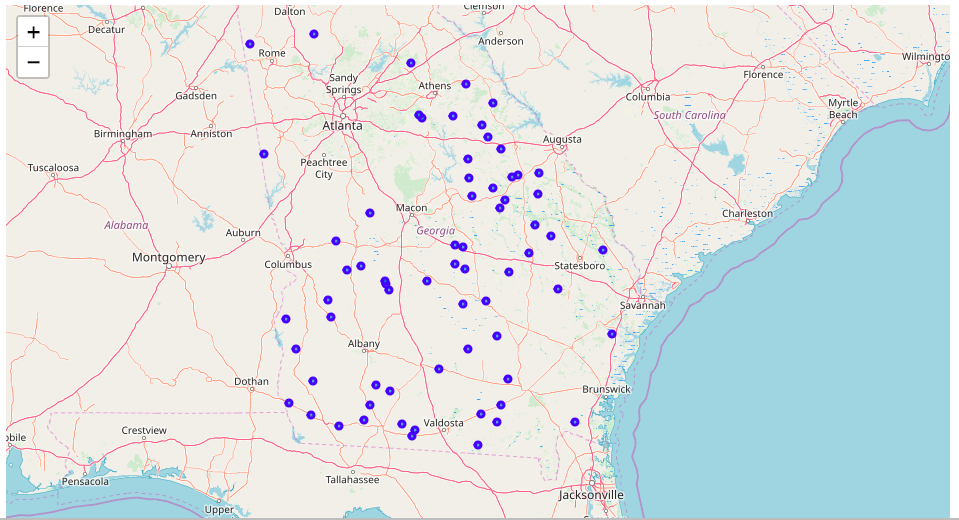 Florence
Dalton
Clemson
+
Decatur
Anderson
Rome
−
Wilmingto
Sandy
Springs
Athens
Florence
Gadsden
Columbia
Myrtle
Beach
South Carolina
Birmingham
Anniston
Atlanta
Augusta
Tuscaloosa
Peachtree
City
Macon
Charleston
Alabama
Auburn
Georgia
Montgomery
Columbus
Statesboro
Savannah
Albany
Dothan
Brunswick
Crestview
Valdosta
obile
Pensacola
Tallahassee
Jacksonville
Upper